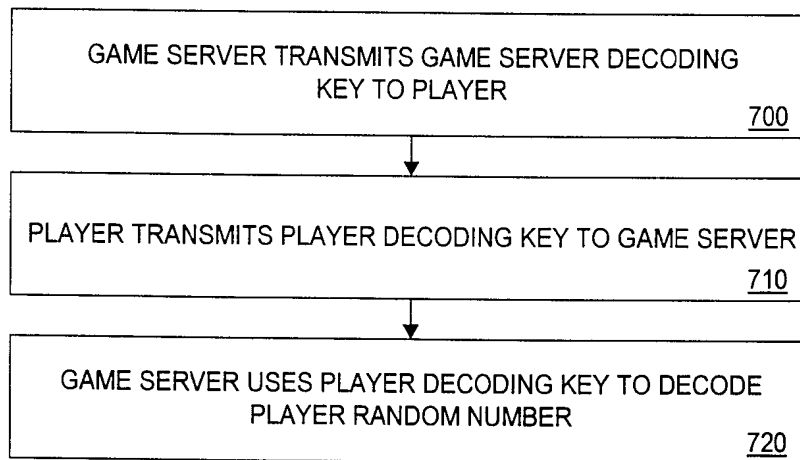 GAME SERVER TRANSMITS GAME SERVER DECODING
KEY TO PLAYER
700
PLAYER TRANSMITS PLAYER DECODING KEY TO GAME SERVER
710
GAME SERVER USES PLAYER DECODING KEY TO DECODE
PLAYER RANDOM NUMBER
720